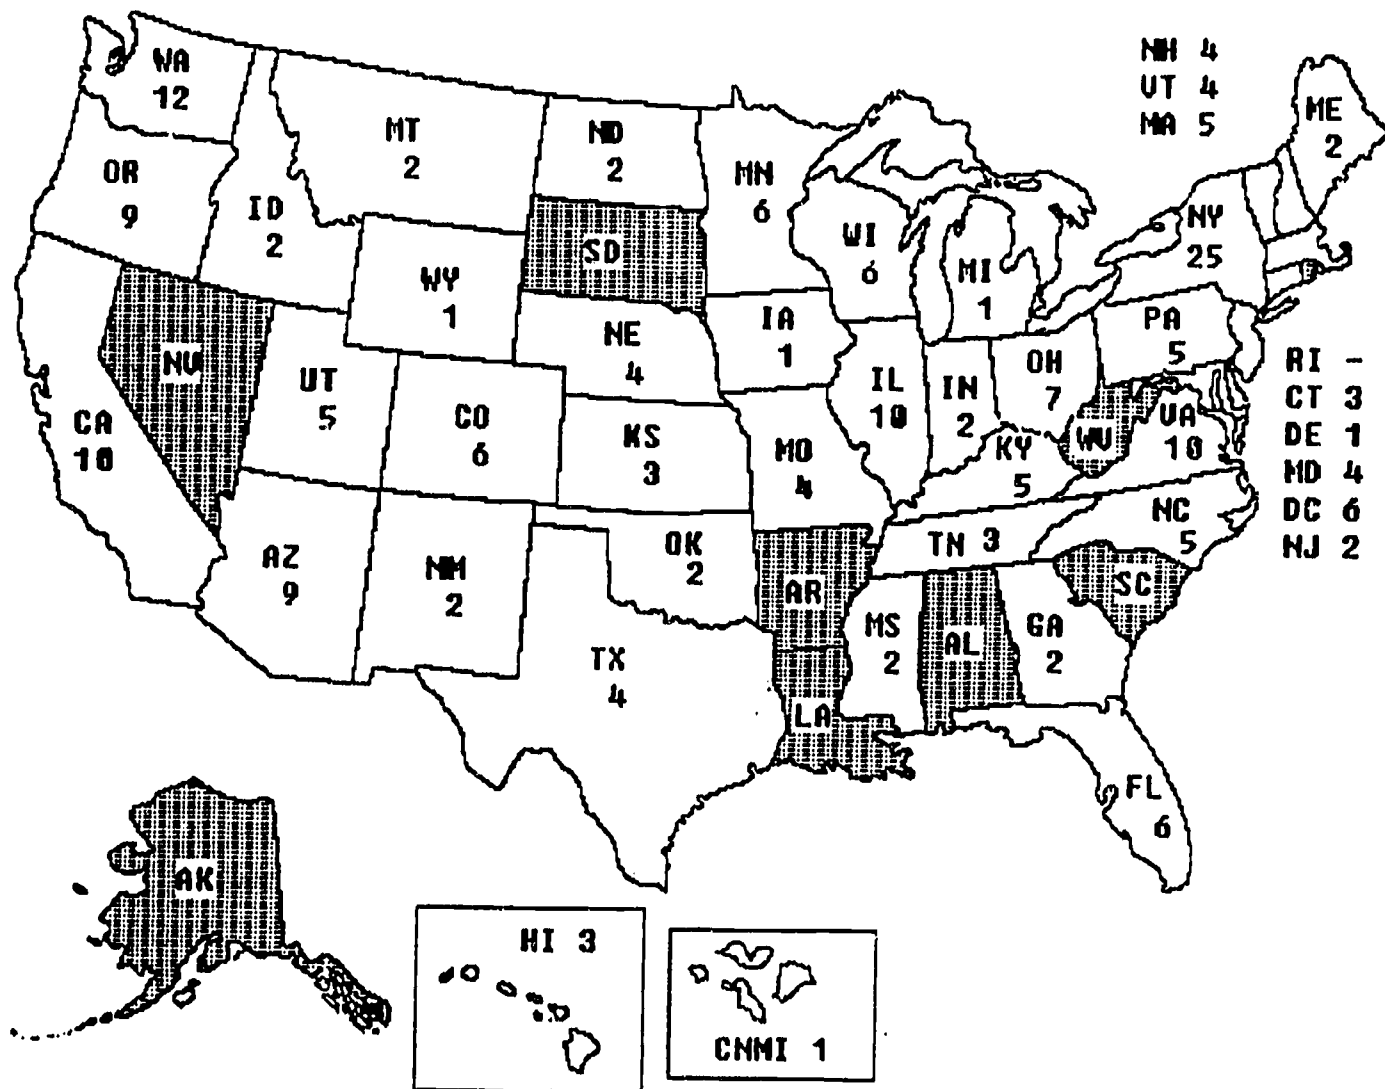 NH 4
VT 4
MA 5
WA
12
MT
2
ND
2
ME
2
OR
9
ID
2
MN
6
WI
6
NY
25
SD
MI
1
WY
1
IA
1
PA
5
NE
4
OH
7
NV
UT
5
IL
10
IN
2
RI -
CT 3
DE 1
MD 4
DC 6
NJ 2
CA
10
CO
6
KS
3
MO
4
KY
5
WV
VA
10
AZ
9
NM
2
OK
2
TN 3
NC
5
AR
SC
MS
2
AL
GA
2
TX
4
LA
FL
6
AK
HI 3
CNMI 1